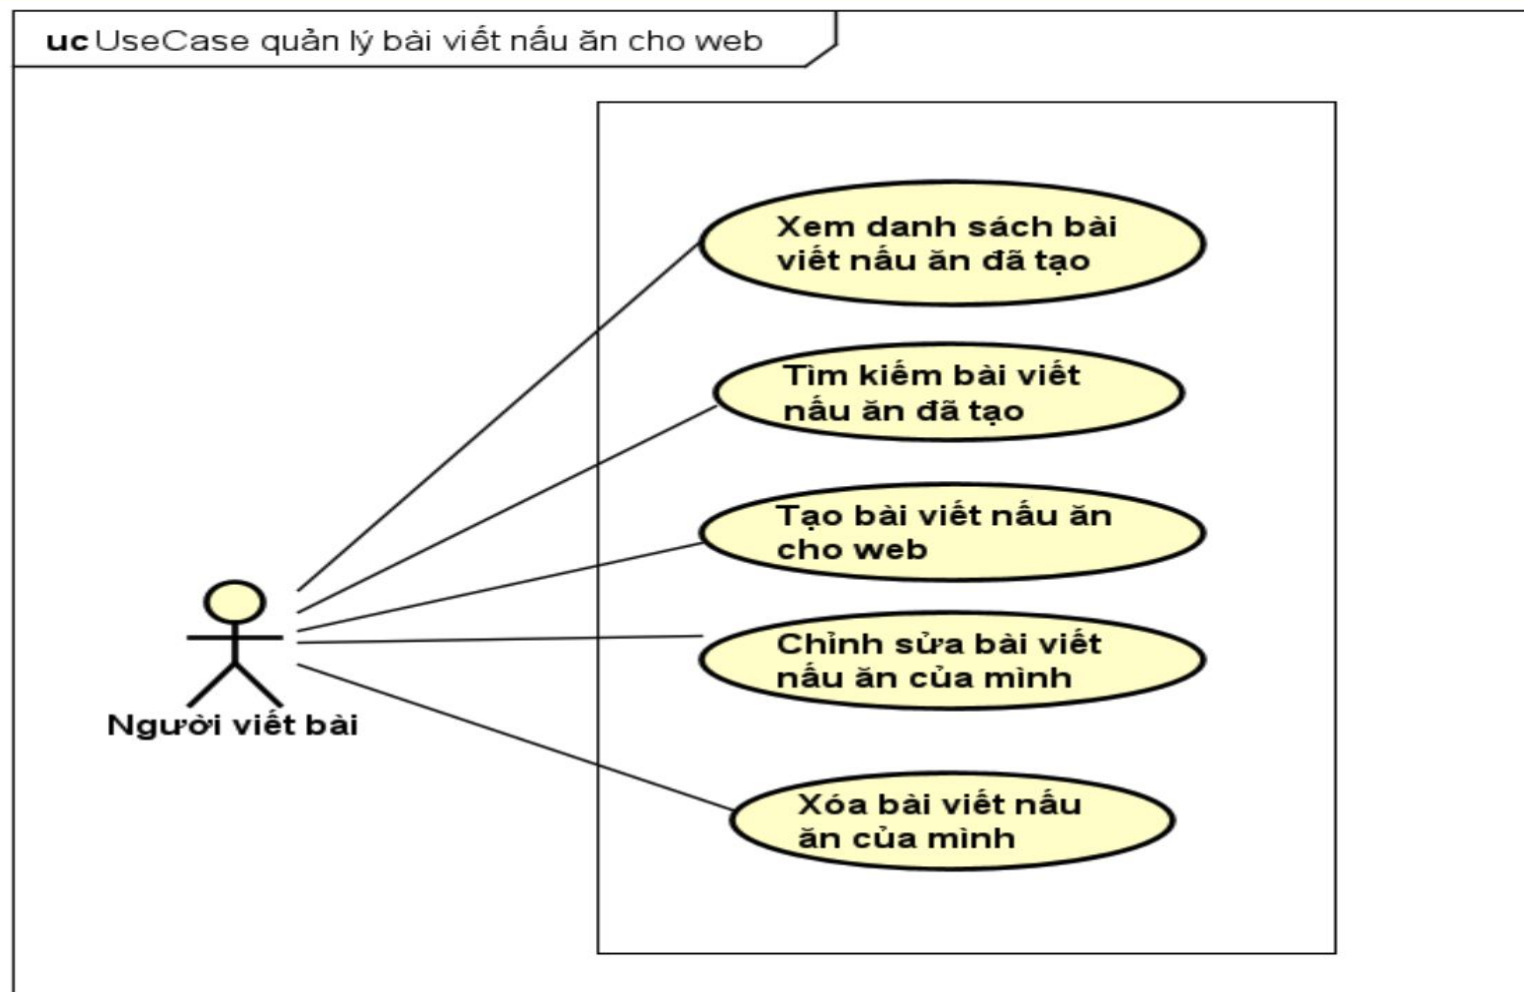 uc UseCase quản lý bài viết nấu ăn cho web
Xem danh sách bài
viết nấu ăn đã tạo
Tìm kiếm bài viết
nấu ăn đã tạo
Tạo bài viết nấu ăn
cho web
Chỉnh sửa bài viết
nấu ăn của mình
Người viết bài
Xóa bài viết nấu
ăn của mình